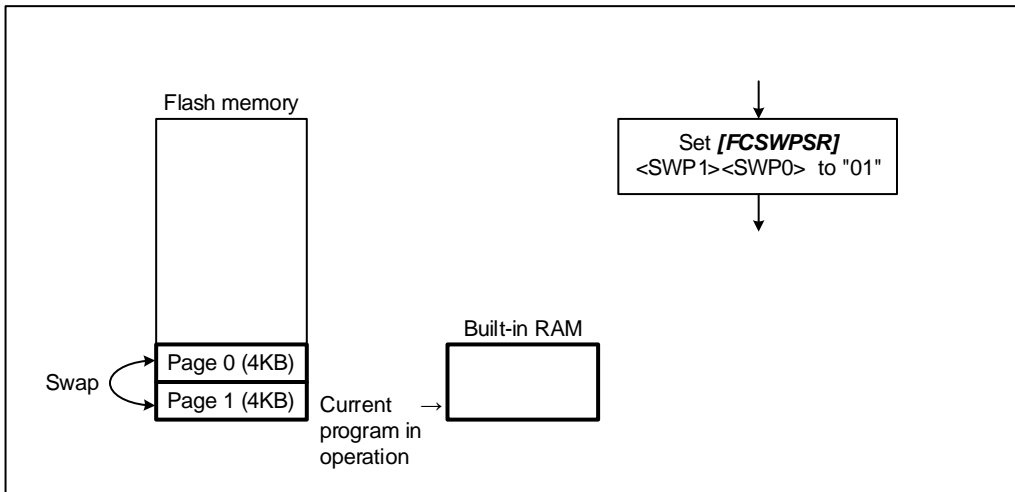 Flash memory
Set [FCSWPSR]
<SWP1><SWP0> to "01"
Built-in RAM
Page 0 (4KB)
Swap
Page 1 (4KB)
Current →
program in
operation